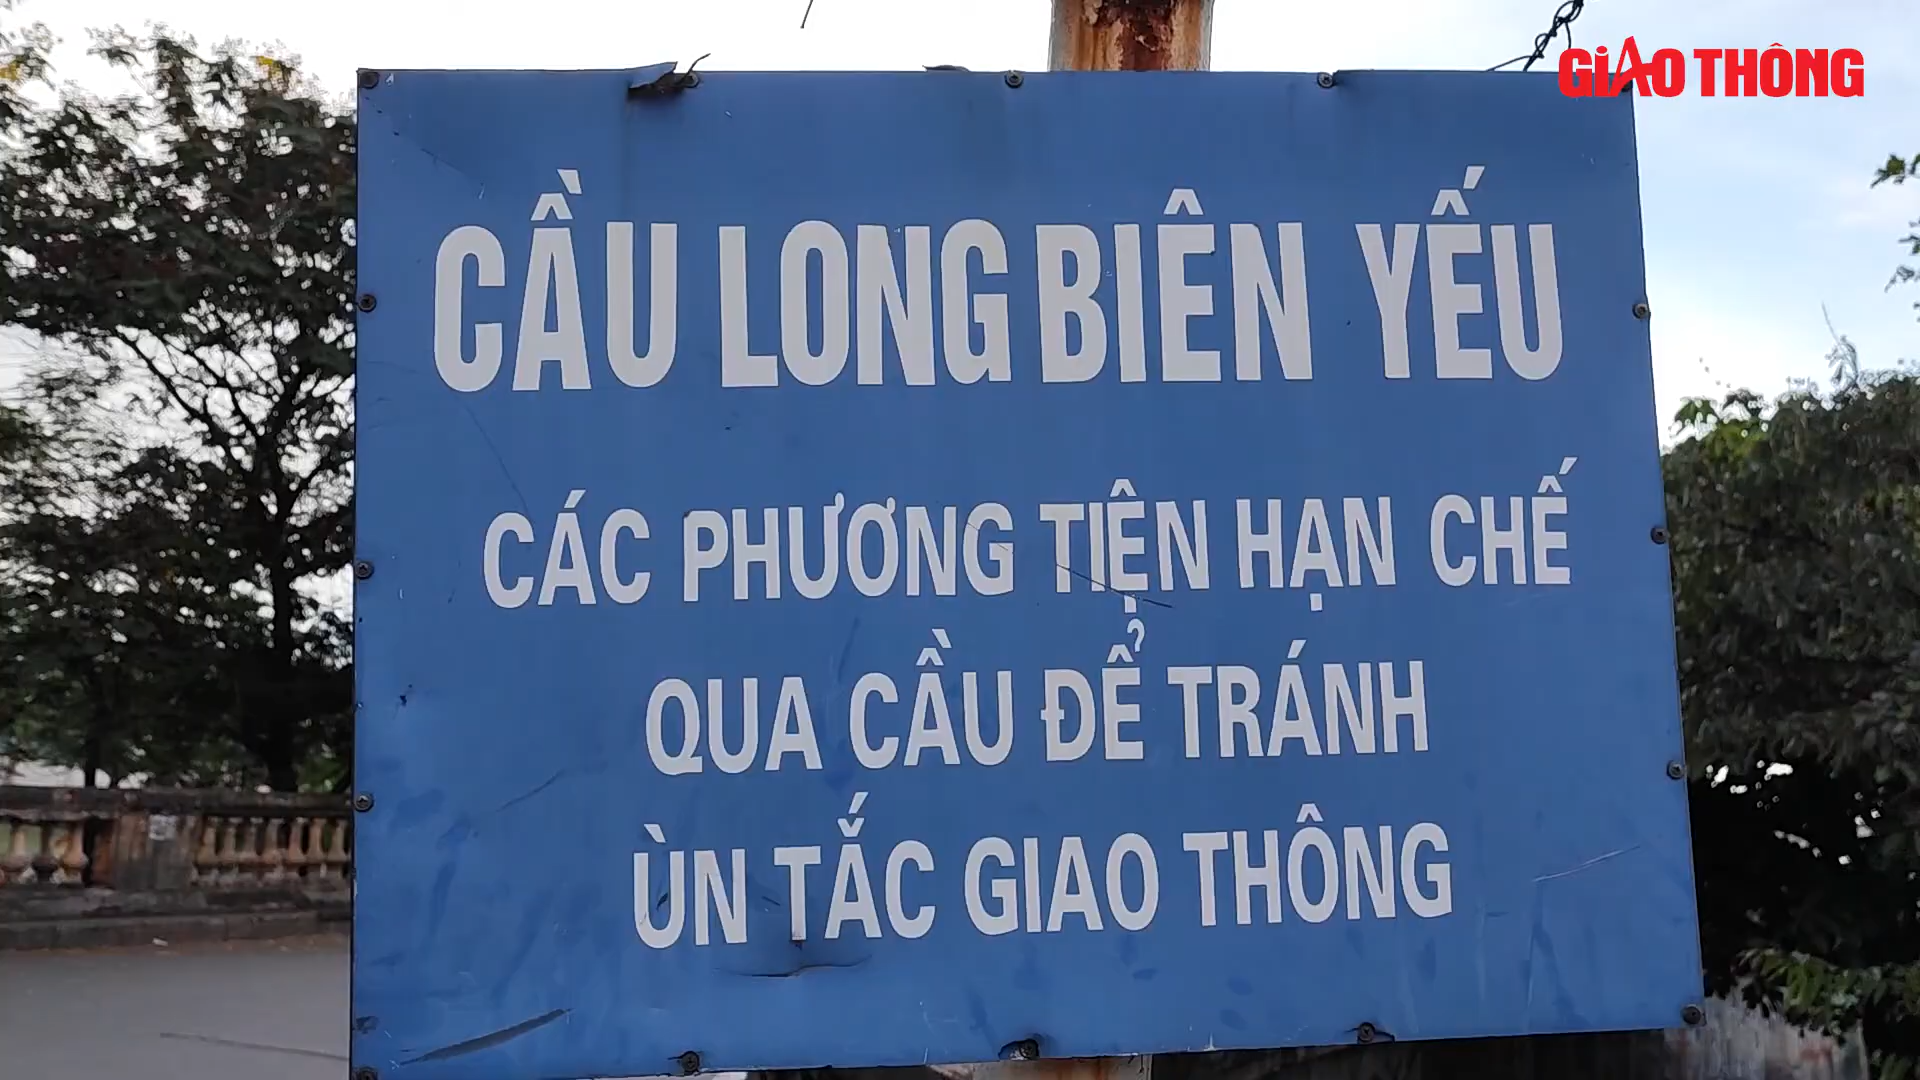 GIAO THÔNG
CẦU LONG BIÊN YẾU
CÁC PHƯƠNG TIỆN HẠN CHẾ
QUA CẦU ĐỂ TRÁNH
ÙN TẮC GIAO THÔNG